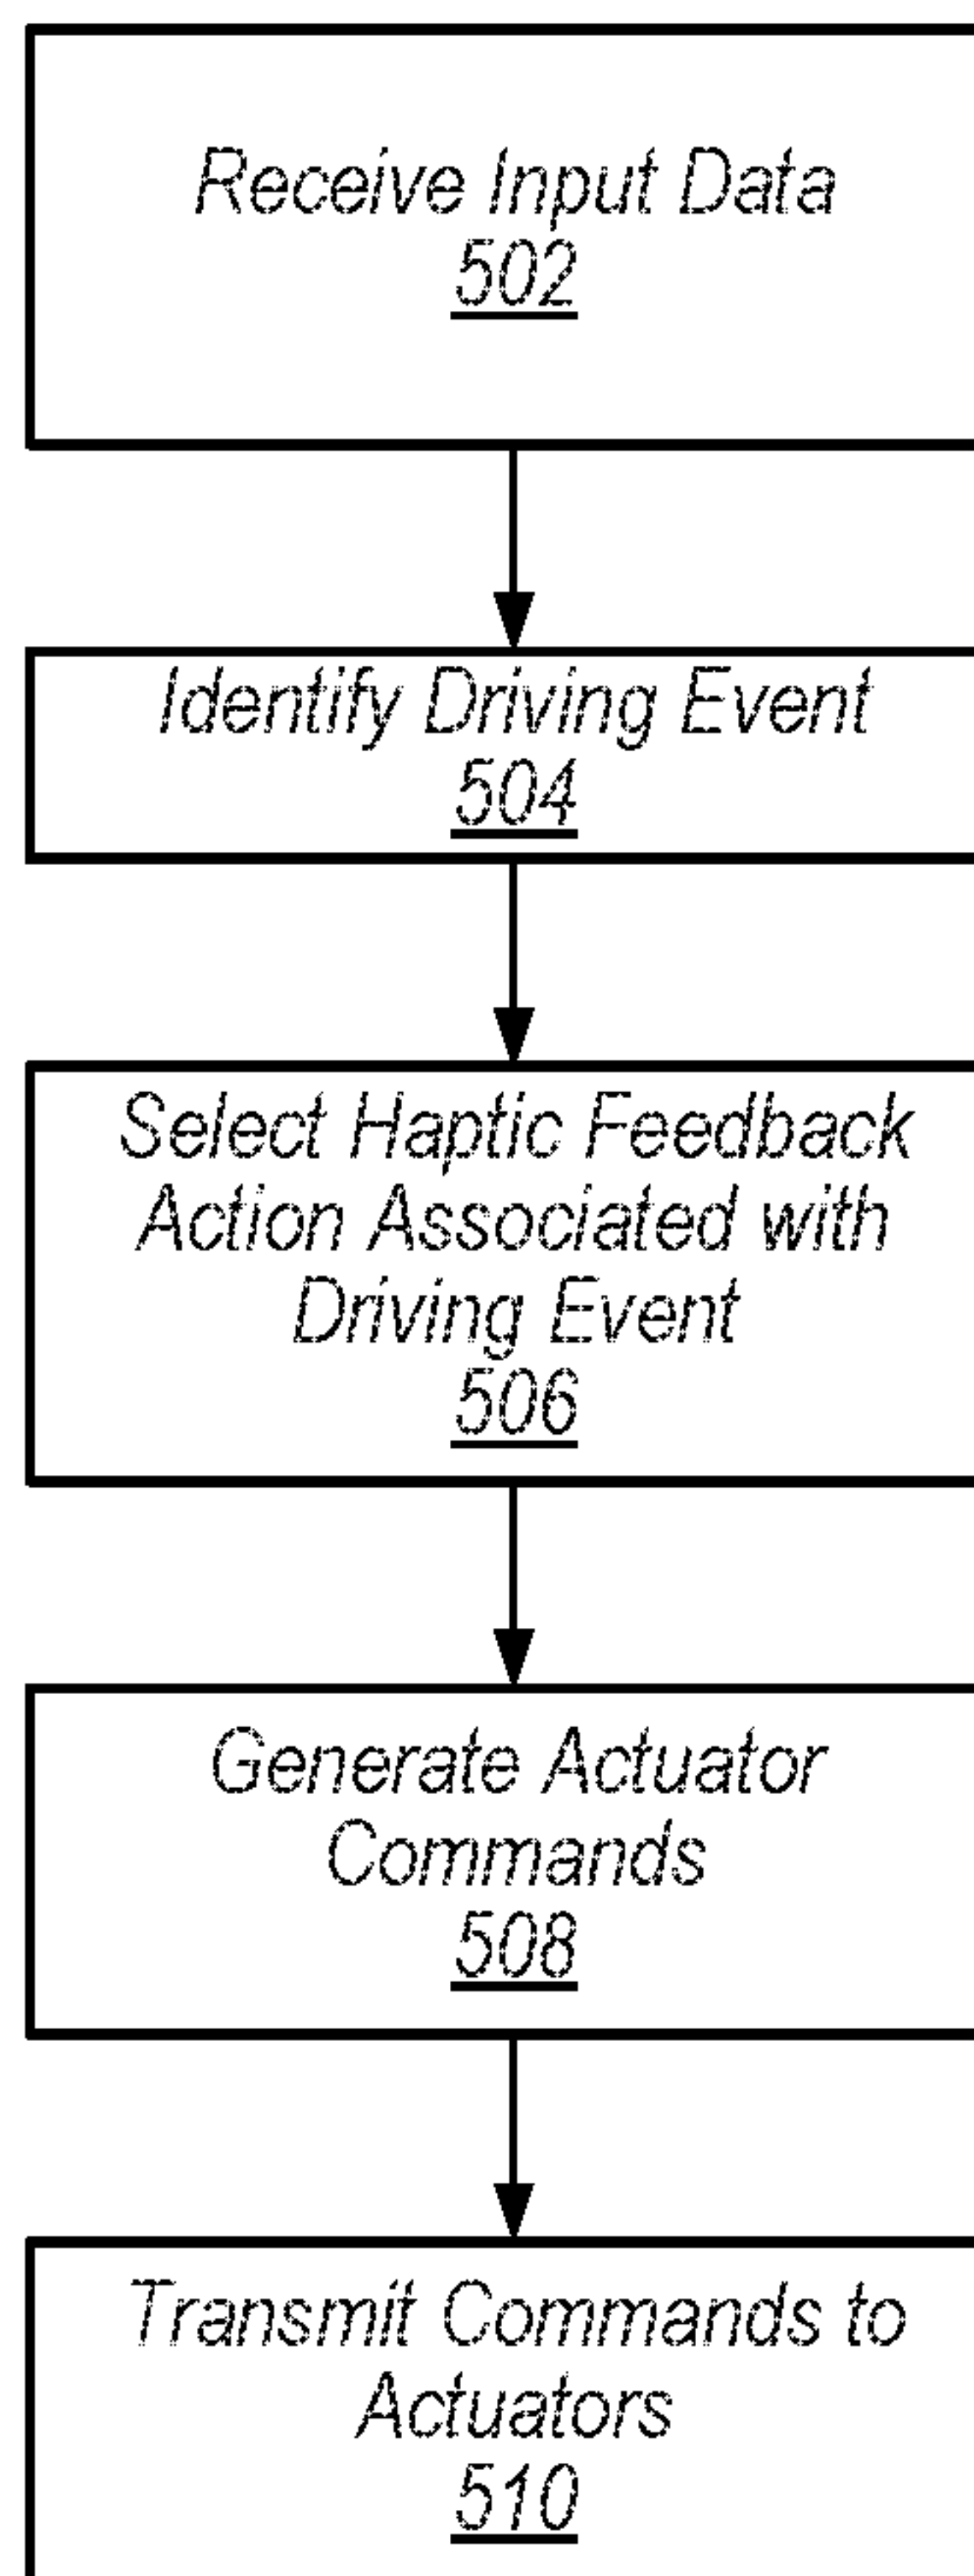 Receive Input Data
502
Identify Driving Event
504
Select Haptic Feedback
Action Associated with
Driving Event
506
Generate Actuator
Commands
508
Transmit Commands to
Actuators
510